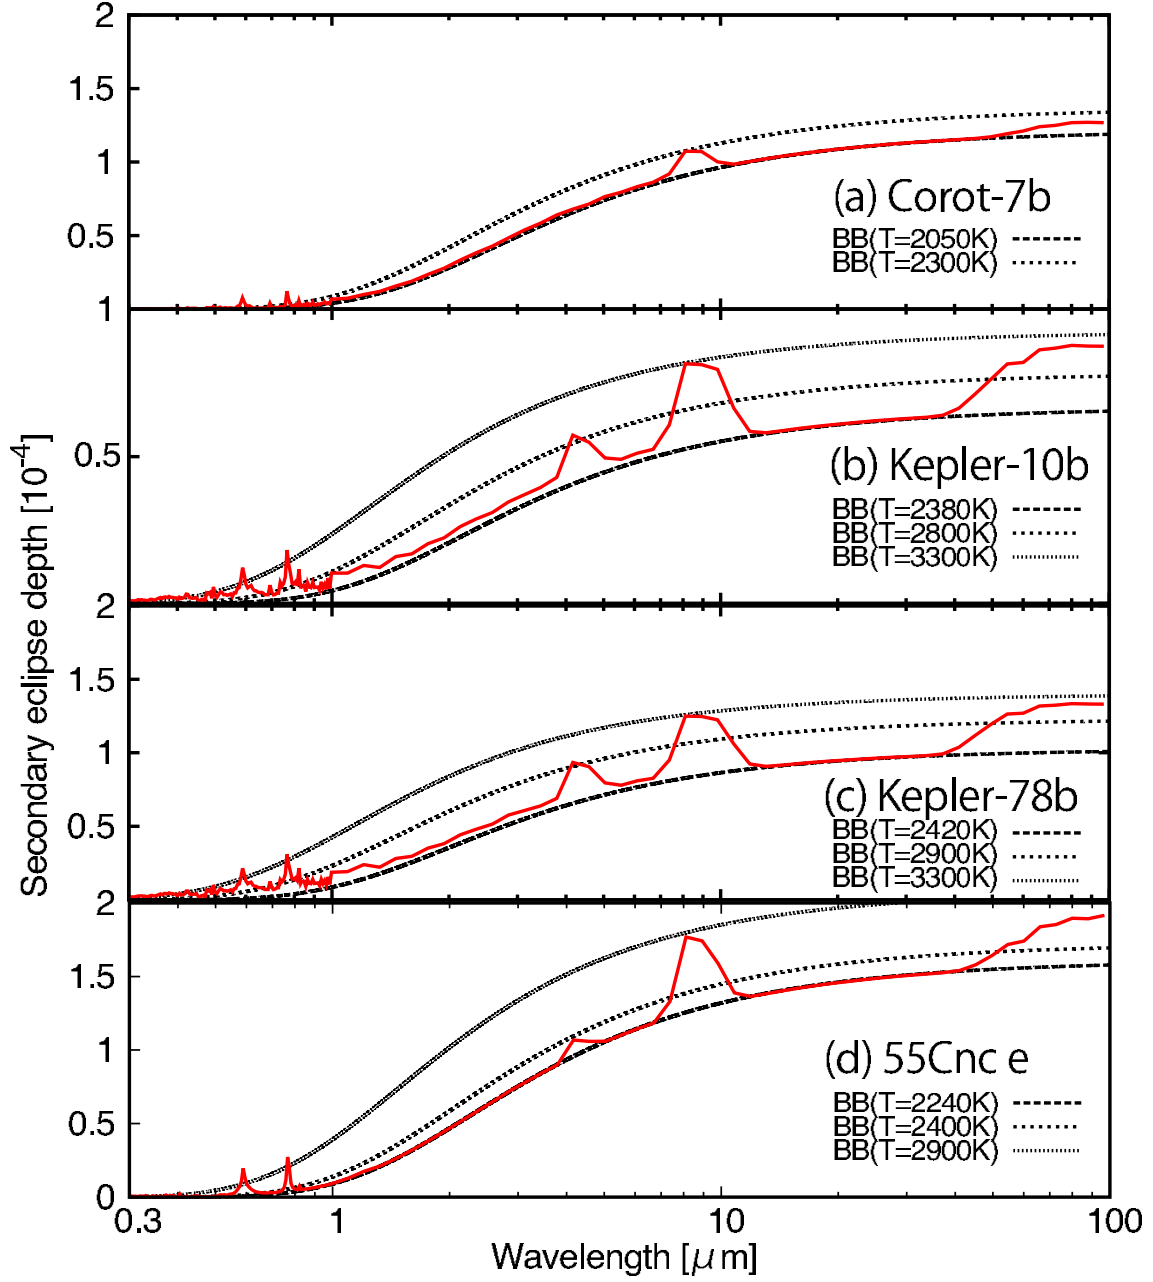 2
1.5
1
0.5
(a) Corot-7b
BB(T=2050K)
BB(T=2300K)
1
1
0.5
(b) Kepler-10b
BB(T=2380K)
BB(T=2800K)
BB(T=3300K)
2
1.5
1
0.5
(c) Kepler-78b
BB(T=2420K)
BB(T=2900K)
BB(T=3300K)
2
2
1.5
1
0.5
0
(d) 55Cnc e
BB(T=2240K)
BB(T=2400K)
BB(T=2900K)
0.3
1
10
100
Wavelength [μm]
Secondary eclipse depth [10-4]